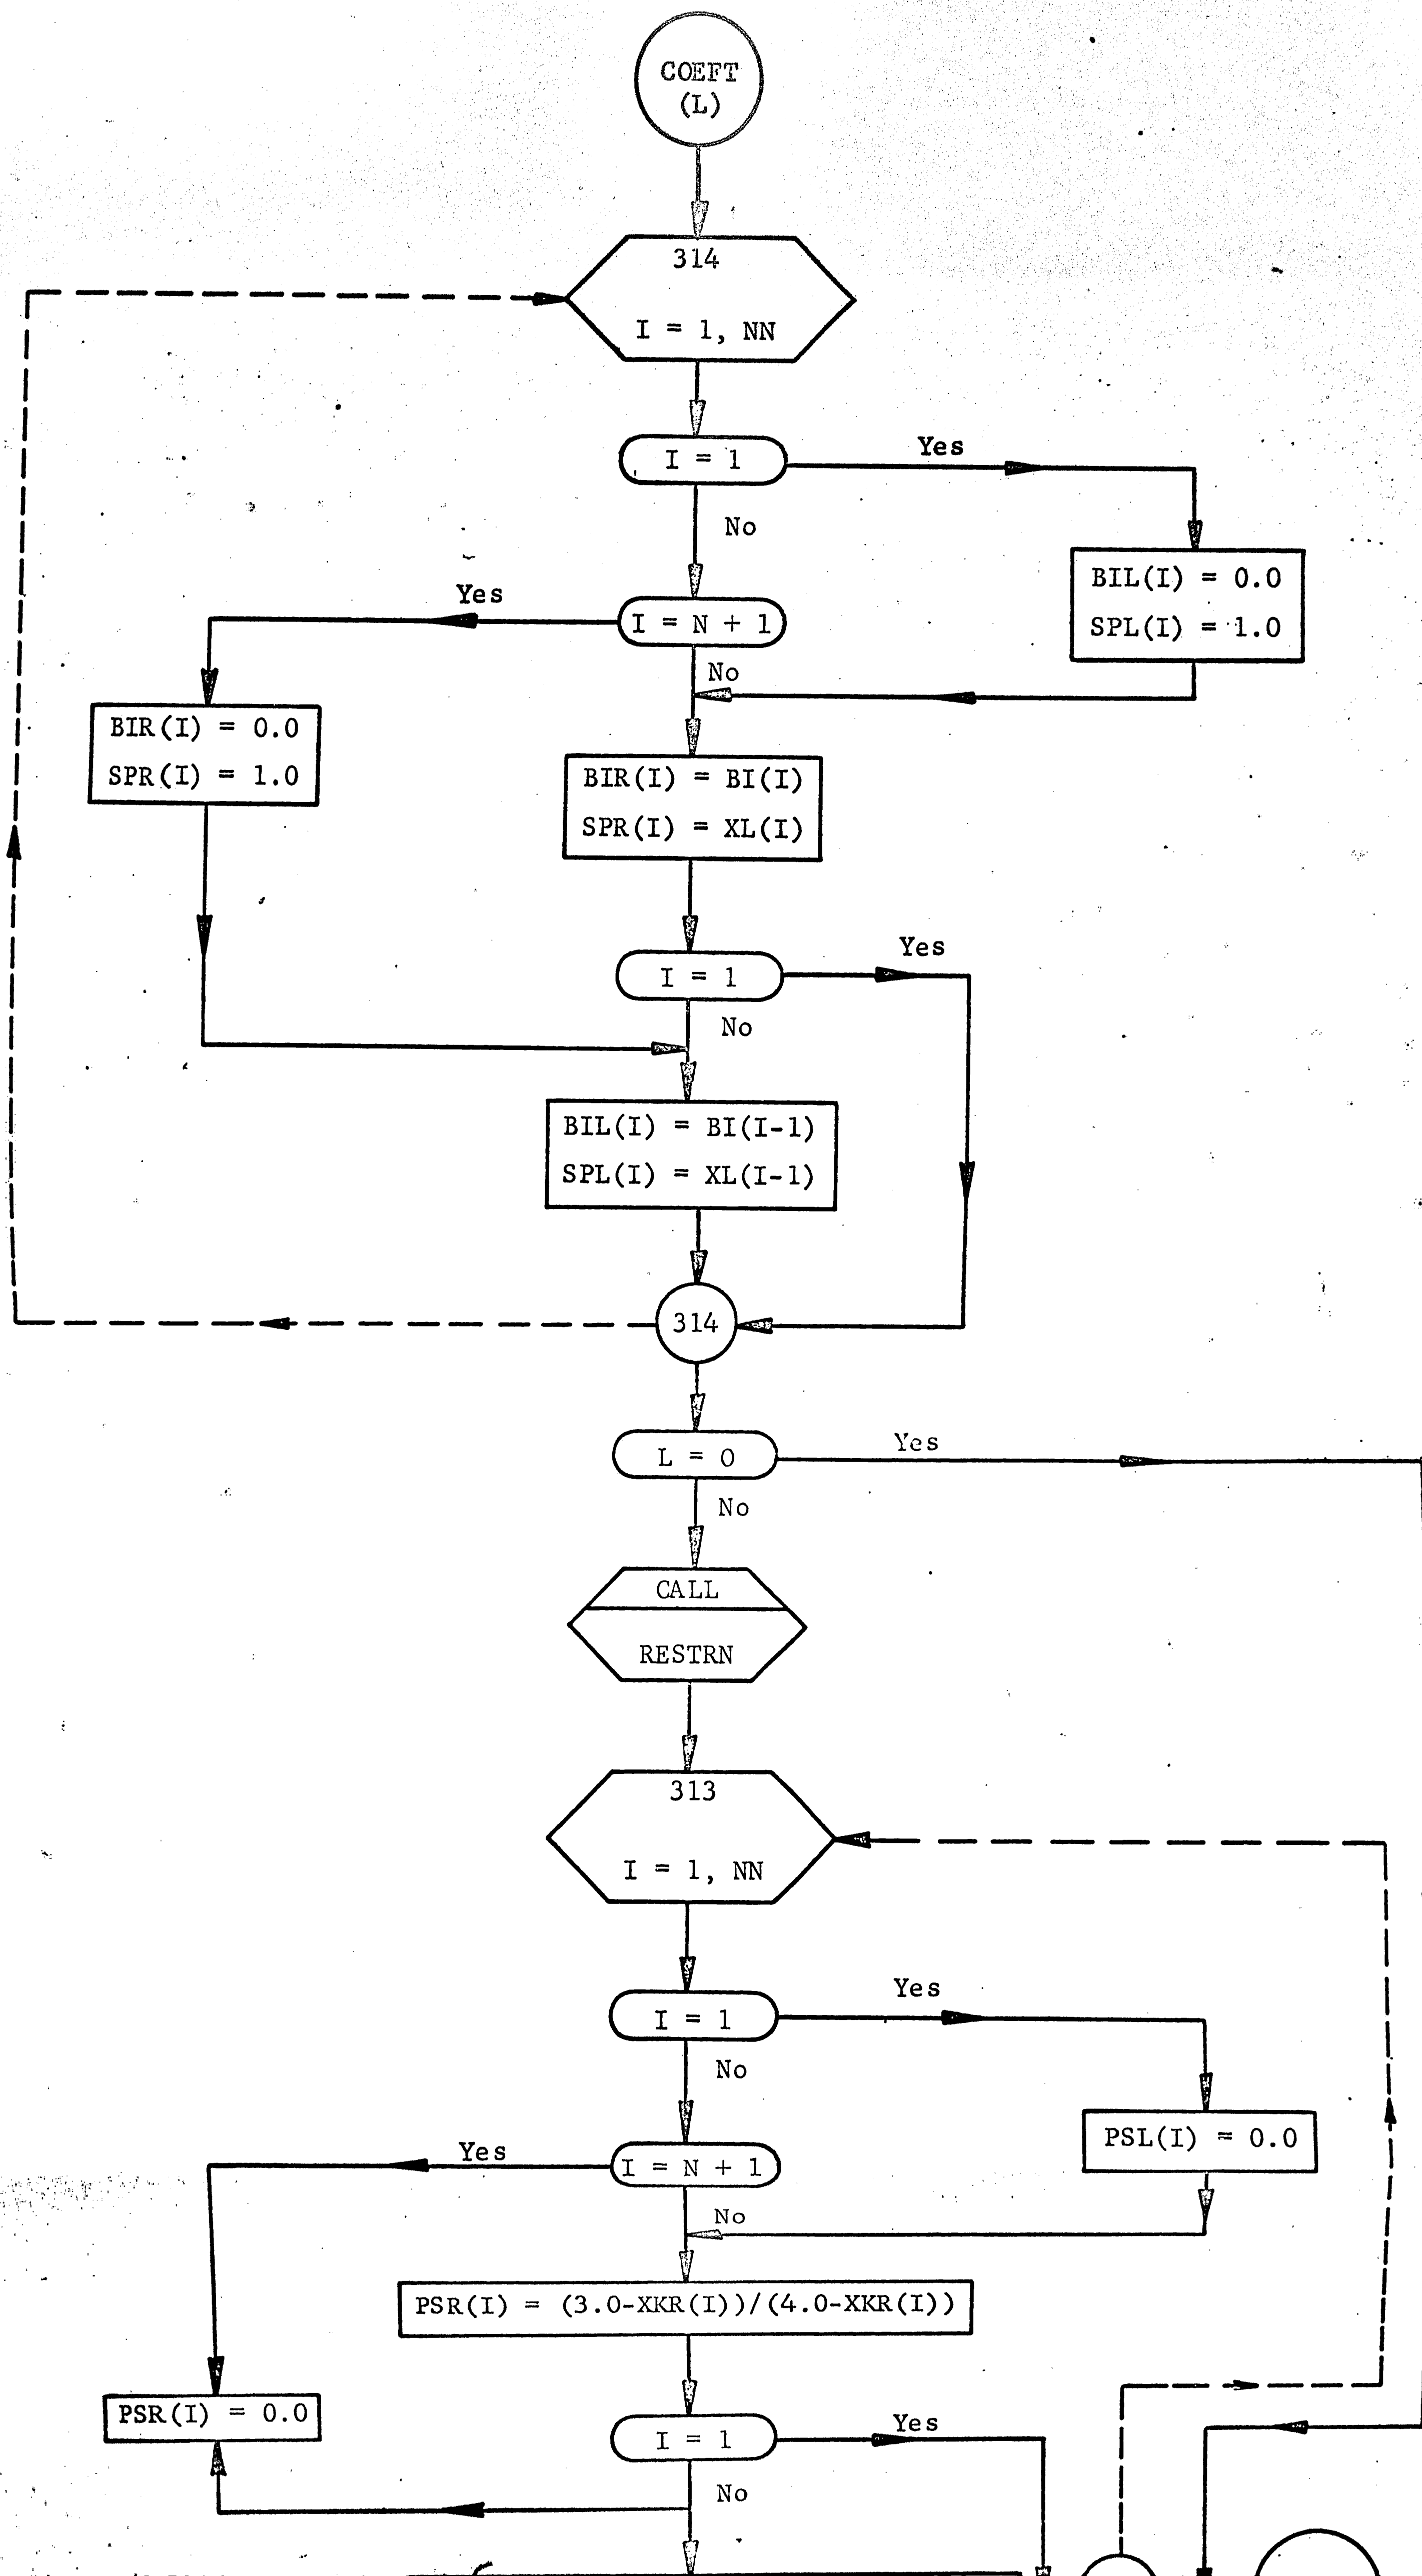 COEFT
(L)
314
I = 1, NN
I = 1
Yes
No
BIL(I) = 0.0
SPL(I) = 1.0
Yes
I = N + 1
No
BIR(I) = 0.0
SPR(I) = 1.0
BIR(I) = BI(I)
SPR(I) = XL(I)
I = 1
Yes
No
BIL(I) = BI(I-1)
SPL(I) = XL(I-1)
314
L = 0
Yes
No
CALL
RESTRN
313
I = 1, NN
I = 1
Yes
No
PSL(I) = 0.0
Yes
I = N + 1
No
PSR(I) = (3.0-XKR(I))/(4.0-XKR(I))
PSR(I) = 0.0
I = 1
Yes
No